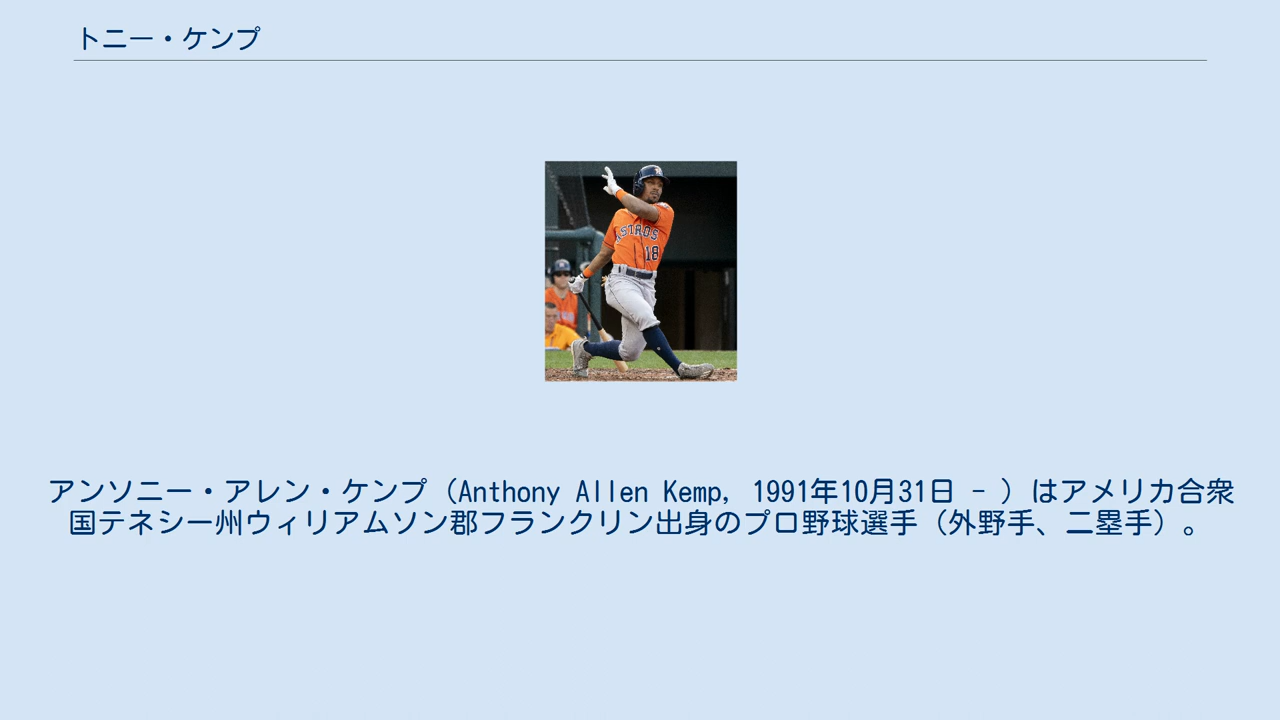 トニー・ケンプ
ASTROS
18
アンソニー・アレン・ケンプ（Anthony Allen Kemp, 1991年10月31日 - ）はアメリカ合衆
国テネシー州ウィリアムソン郡フランクリン出身のプロ野球選手（外野手、二塁手）。